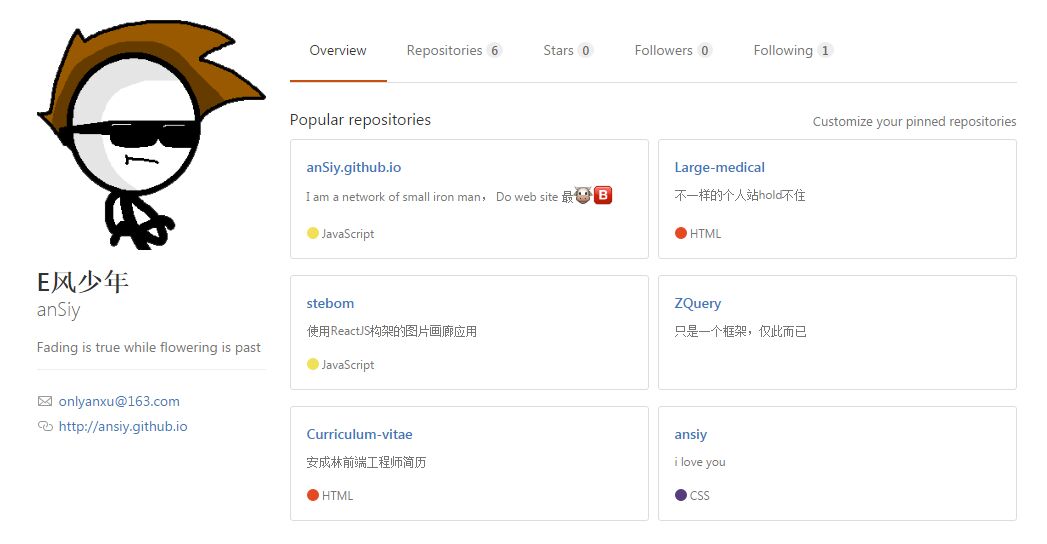 Overview
Repositories 6
Stars 0
Followers 0
Following 1
Popular repositories
Customize your pinned repositories
anSiy.github.io
I am a network of small iron man， Do web site 最🐮🅱
JavaScript
Large-medical
不一样的个人站hold不住
HTML
stebom
使用ReactJS构架的图片画廊应用
JavaScript
ZQuery
只是一个框架，仅此而已
Curriculum-vitae
安成林前端工程师简历
HTML
ansiy
i love you
CSS
E风少年
anSiy
Fading is true while flowering is past
onlyanxu@163.com
http://ansiy.github.io